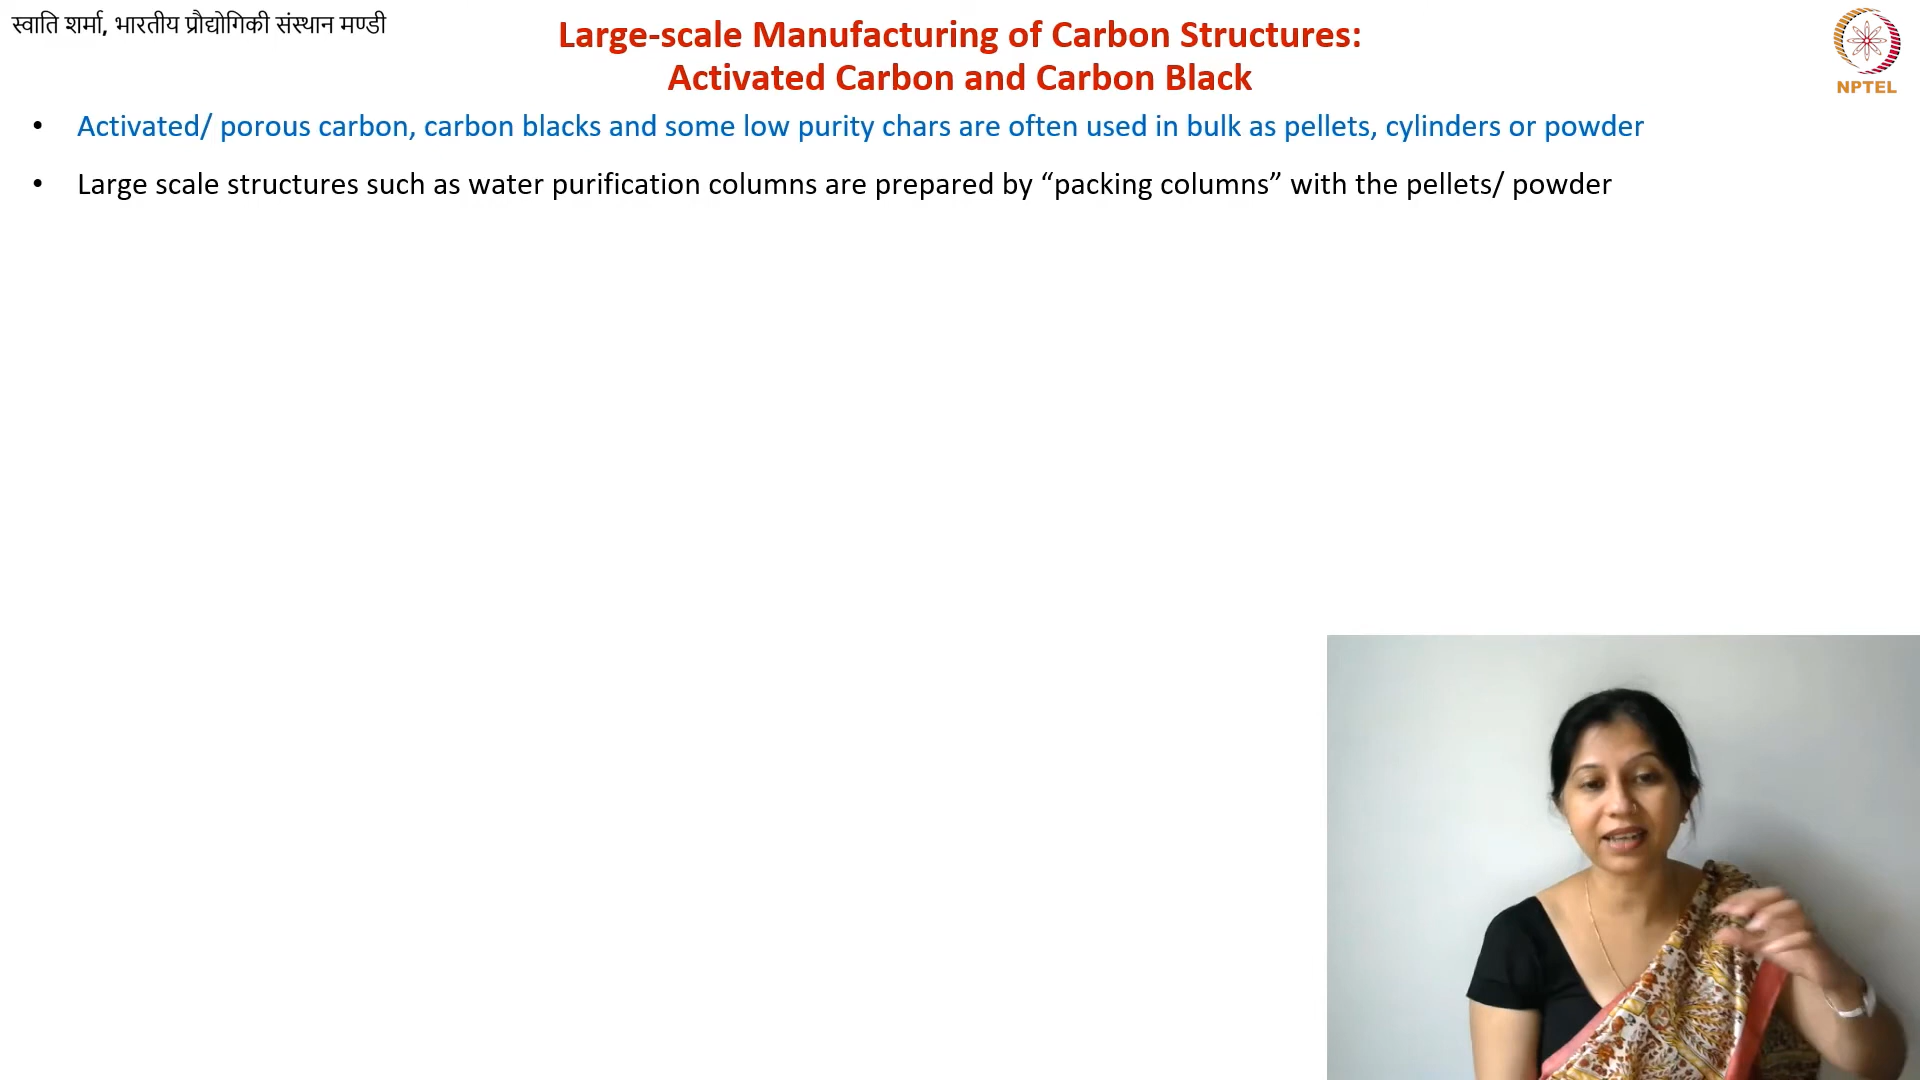 स्वाति शर्मा, भारतीय प्रौद्योगिकी संस्थान मण्डी
Large-scale Manufacturing of Carbon Structures:
Activated Carbon and Carbon Black
NPTEL
• Activated/ porous carbon, carbon blacks and some low purity chars are often used in bulk as pellets, cylinders or powder
• Large scale structures such as water purification columns are prepared by “packing columns” with the pellets/ powder